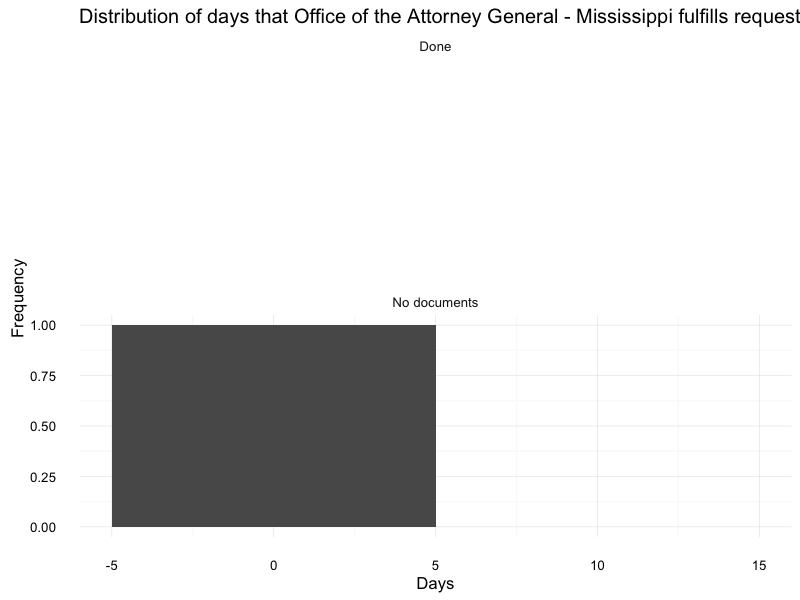 Distribution of days that Office of the Attorney General - Mississippi fulfills request
Done
No documents
Frequency
1.00
0.75
0.50
0.25
0.00
-5 0 5 10 15
Days